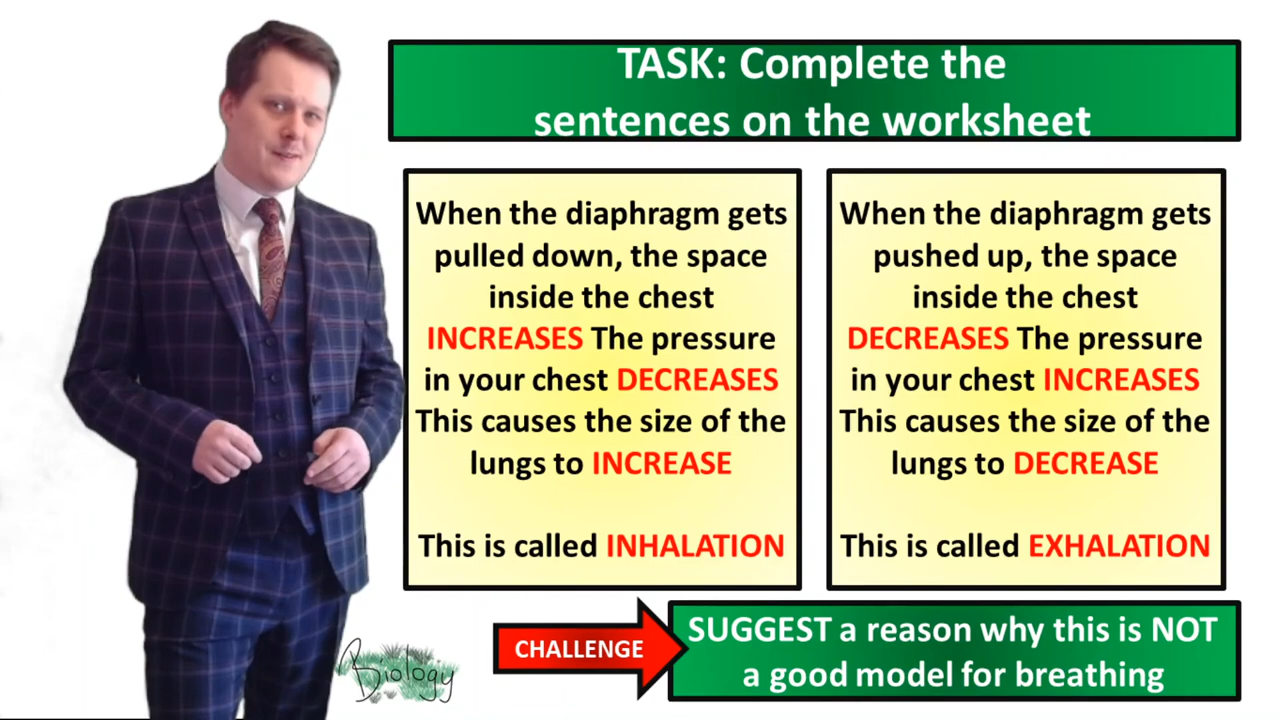 TASK: Complete the
sentences on the worksheet
When the diaphragm gets
pulled down, the space
inside the chest
INCREASES The pressure
in your chest DECREASES
This causes the size of the
lungs to INCREASE
This is called INHALATION
When the diaphragm gets
pushed up, the space
inside the chest
DECREASES The pressure
in your chest INCREASES
This causes the size of the
lungs to DECREASE
This is called EXHALATION
Biology
CHALLENGE
SUGGEST a reason why this is NOT
a good model for breathing